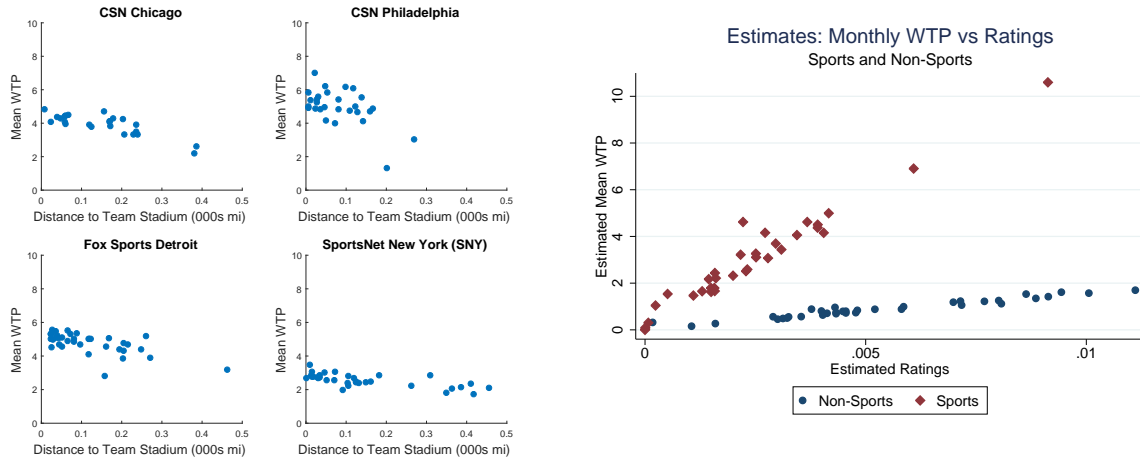 CSN Chicago
10
8
6
4
2
0
Mean WTP
0 0.1 0.2 0.3 0.4 0.5
Distance to Team Stadium (000s mi)
CSN Philadelphia
10
8
6
4
2
0
Mean WTP
0 0.1 0.2 0.3 0.4 0.5
Distance to Team Stadium (000s mi)
Fox Sports Detroit
10
8
6
4
2
0
Mean WTP
0 0.1 0.2 0.3 0.4 0.5
Distance to Team Stadium (000s mi)
SportsNet New York (SNY)
10
8
6
4
2
0
Mean WTP
0 0.1 0.2 0.3 0.4 0.5
Distance to Team Stadium (000s mi)
Estimates: Monthly WTP vs Ratings
Sports and Non-Sports
10
8
6
4
2
0
Estimated Mean WTP
0 .005 .01
Estimated Ratings
Non-Sports Sports